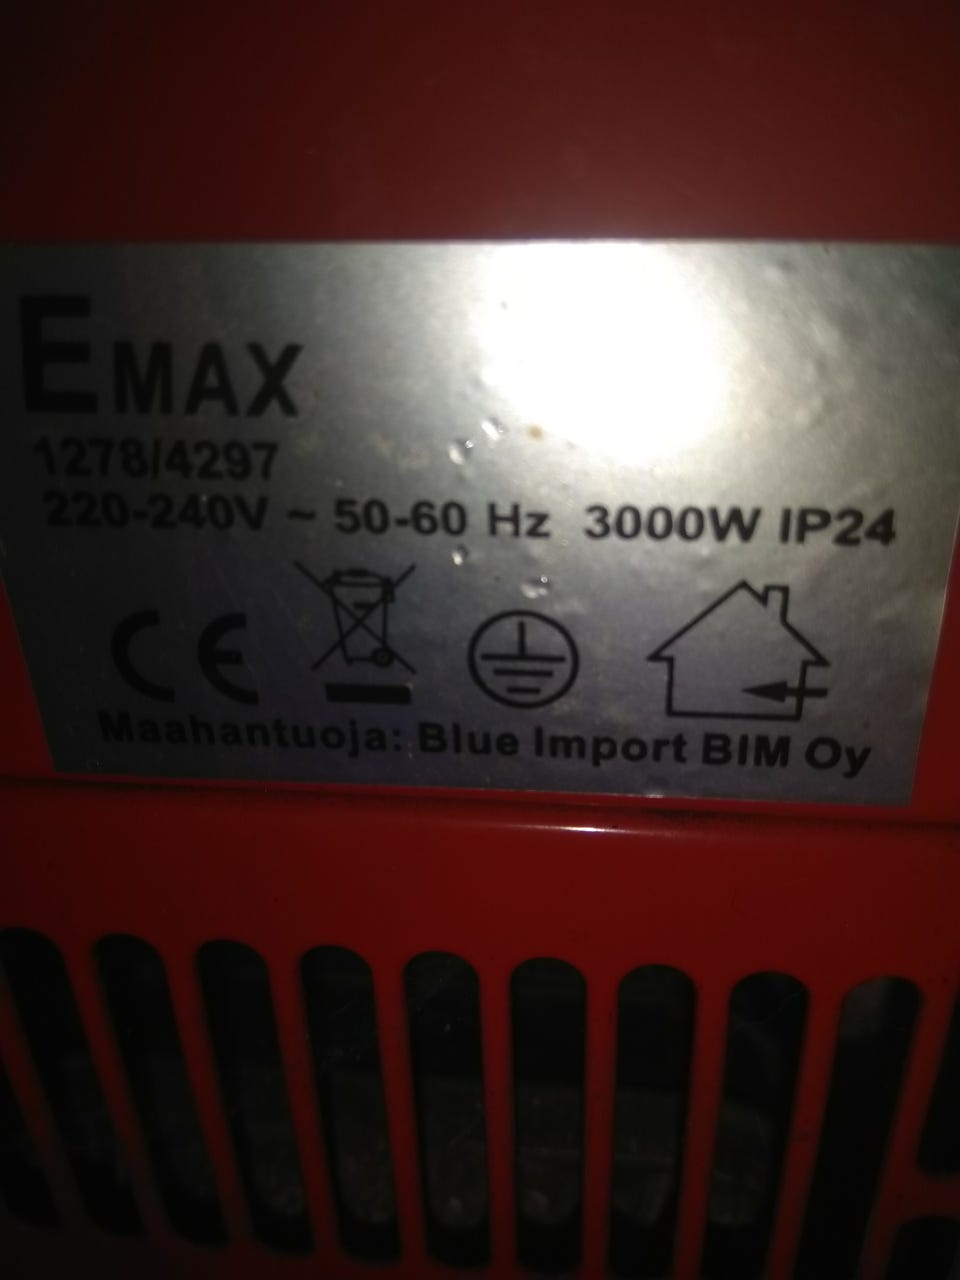 EMAX
1278/4297
220-240V ~ 50-60 Hz 3000W IP24
CE
Maahantuoja: Blue Import BIM Oy